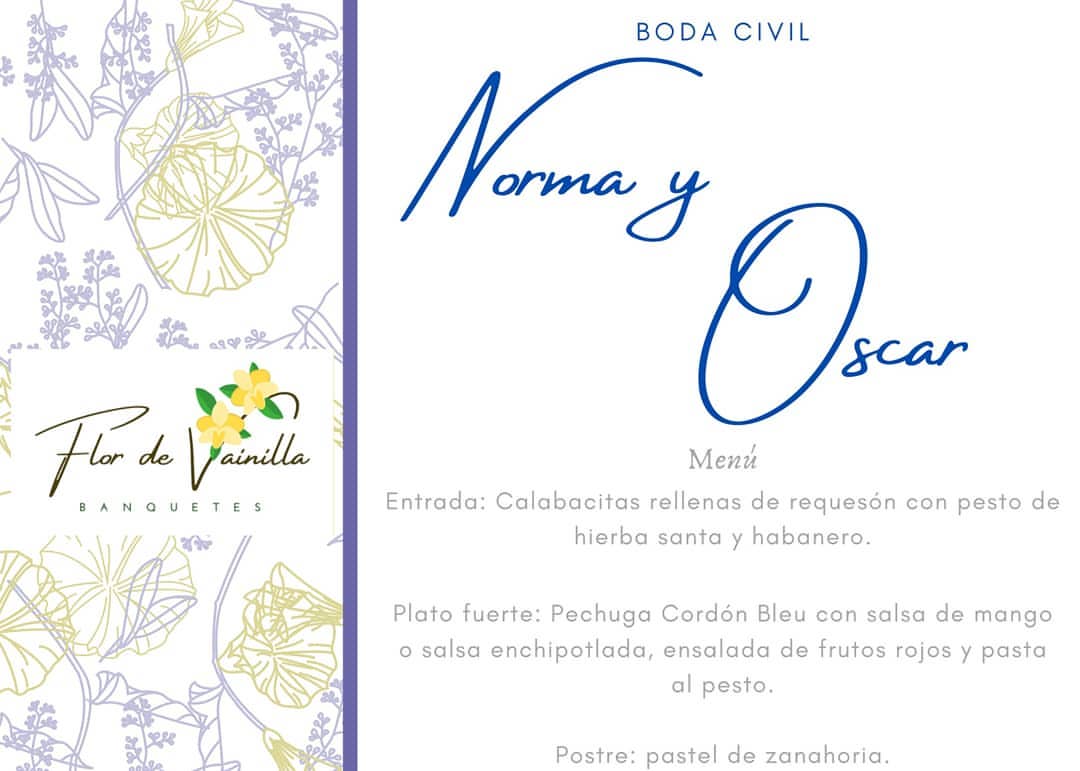 BODA CIVIL
Norma y
Oscar
Flor de Vainilla
BANQUETES
Menú
Entrada: Calabacitas rellenas de requesón con pesto de
hierba santa y habanero.
Plato fuerte: Pechuga Cordón Bleu con salsa de mango
o salsa enchipotlada, ensalada de frutos rojos y pasta
al pesto.
Postre: pastel de zanahoria.